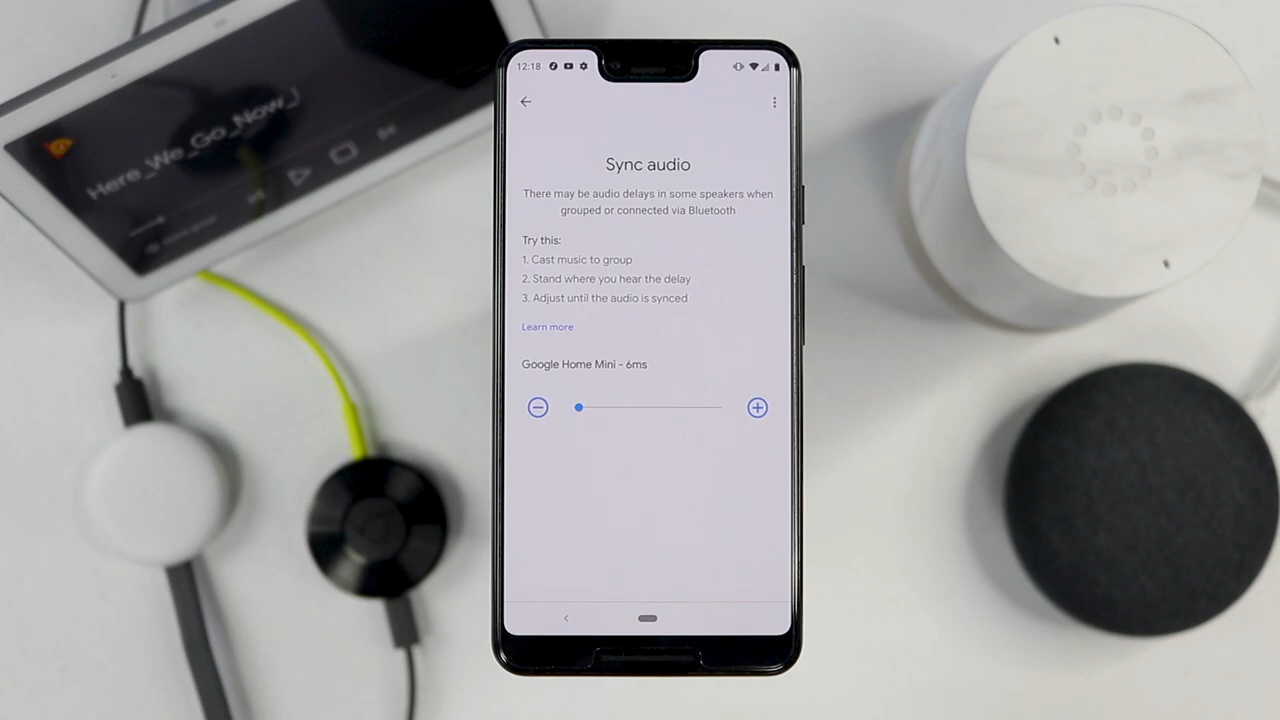 Here_We_Go_Now_!
12:18
Sync audio
There may be audio delays in some speakers when
grouped or connected via Bluetooth
Try this:
1. Cast music to group
2. Stand where you hear the delay
3. Adjust until the audio is synced
Learn more
Google Home Mini - 6ms